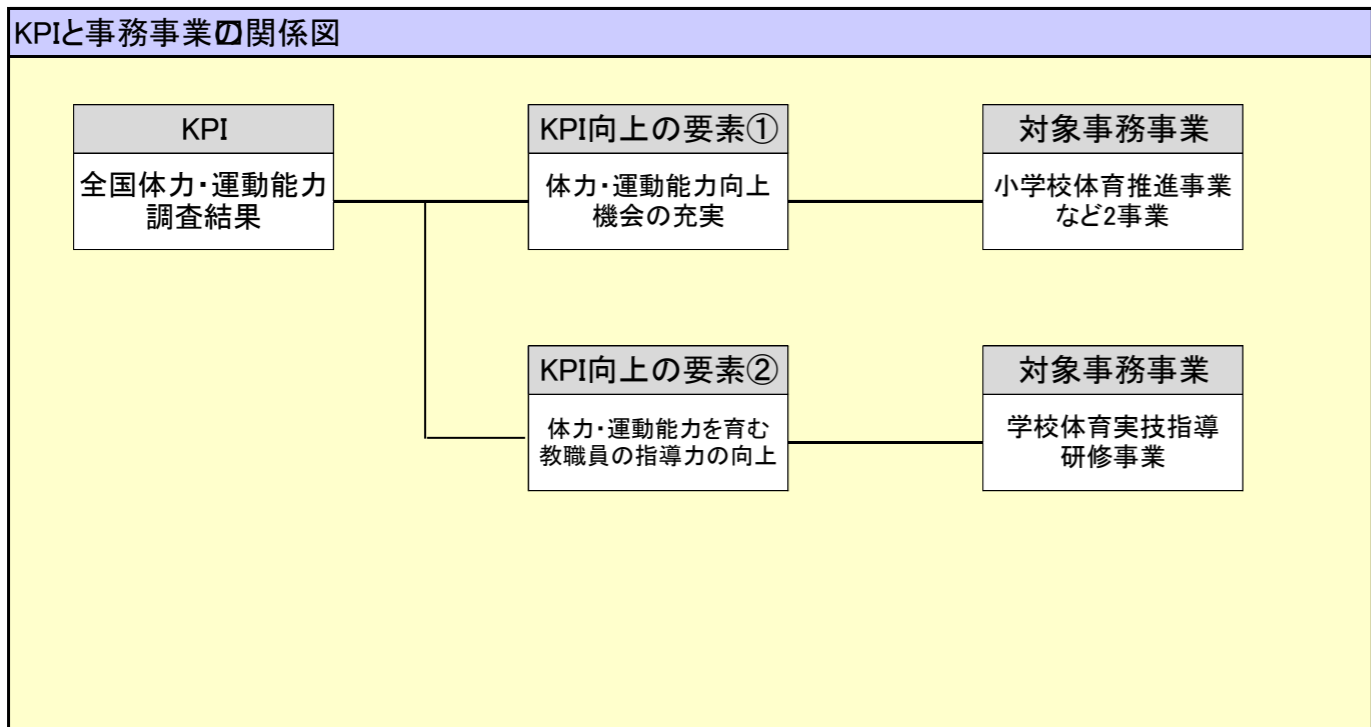 KPIと事務事業の関係図
KPI
全国体力・運動能力
調査結果
KPI向上の要素①
体力・運動能力向上
機会の充実
対象事務事業
小学校体育推進事業
など2事業
KPI向上の要素②
体力・運動能力を育む
教職員の指導力の向上
対象事務事業
学校体育実技指導
研修事業